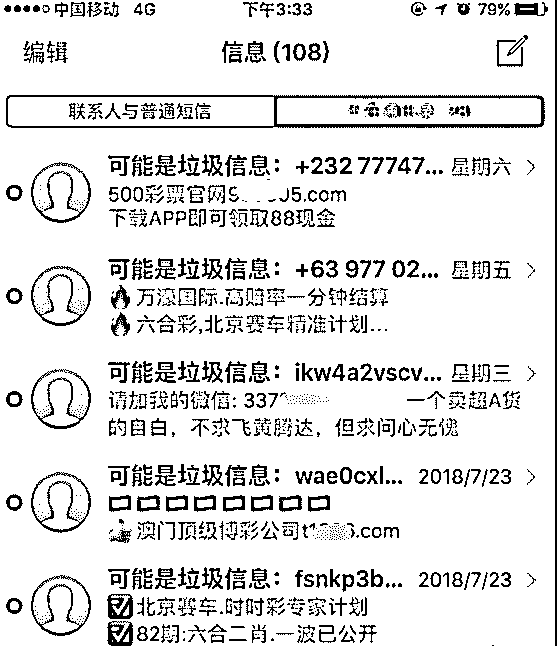 中国移动 4G 下午3:33 79%
编辑 信息 (108)
联系人与普通短信
可能是垃圾信息：+232 77747... 星期六
500彩票官网9 05.com
下载APP即可领取88现金
可能是垃圾信息：+63 977 02... 星期五
🔥万濠国际.高赔率一分钟结算
🔥六合彩,北京赛车精准计划...
可能是垃圾信息：ikw4a2vscv... 星期三
请加我的微信: 337 一个卖超A货
的自白，不求飞黄腾达，但求问心无愧
可能是垃圾信息：wae0cxl... 2018/7/23
👍澳门顶级博彩公司 .com
可能是垃圾信息：fsnkp3b... 2018/7/23
☑北京赛车.时时彩专家计划
☑82期:六合二肖.一波已公开